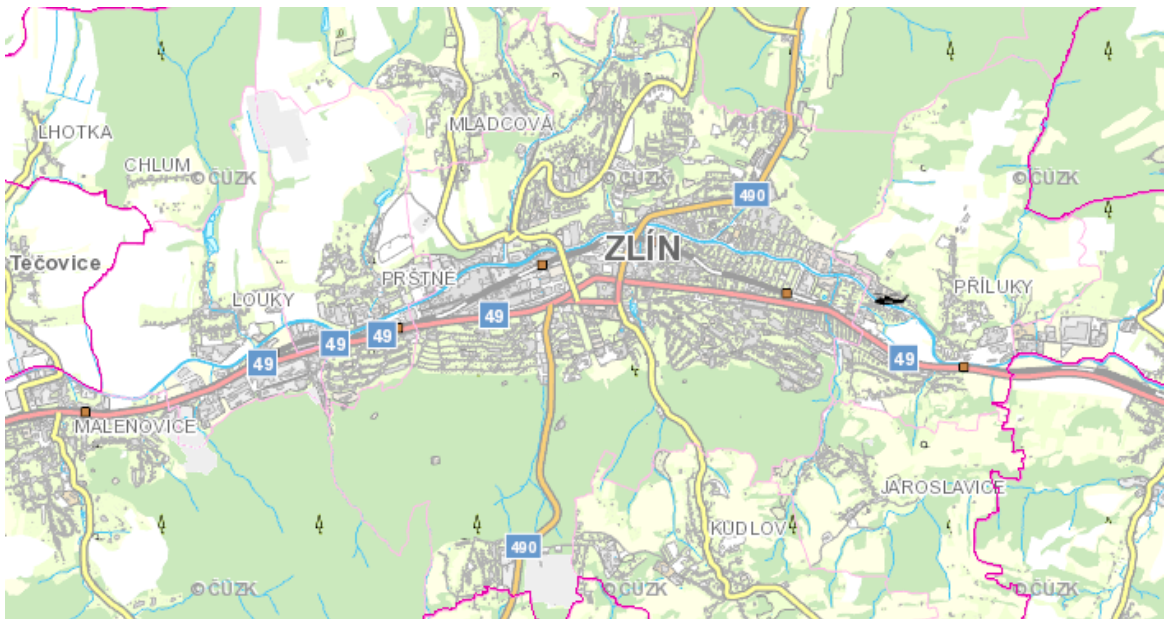 MLADCOVÁ
LHOTKA
CHLUM
© ČÚZK
© ČÚZK
© ČÚZK
490
ZLÍN
Tečovice
PRŠTNÉ
LOUKY
PŘÍLUKY
49
49
49
49
49
MALENOVICE
JAROSLAVICE
KUDLOV
490
© ČÚZK
© ČÚZK
© ČÚZK